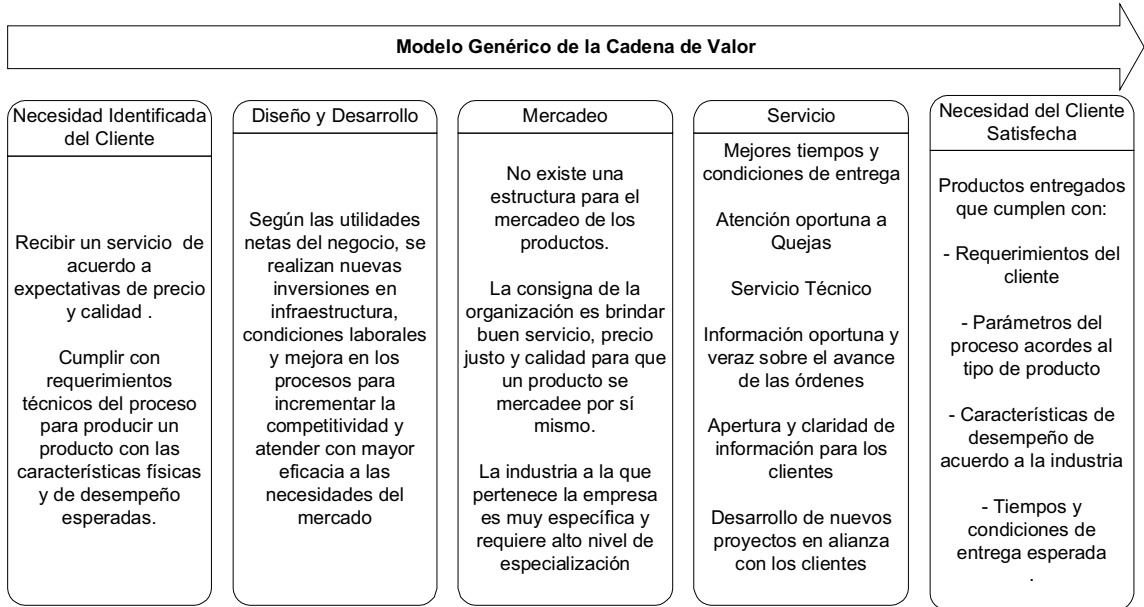 Modelo Genérico de la Cadena de Valor
Necesidad Identificada
del Cliente
Recibir un servicio de
acuerdo a
expectativas de precio
y calidad .
Cumplir con
requerimientos
técnicos del proceso
para producir un
producto con las
características físicas
y de desempeño
esperadas.
Diseño y Desarrollo
Según las utilidades
netas del negocio, se
realizan nuevas
inversiones en
infraestructura,
condiciones laborales
y mejora en los
procesos para
incrementar la
competitividad y
atender con mayor
eficacia a las
necesidades del
mercado
Mercadeo
No existe una
estructura para el
mercadeo de los
productos.
La consigna de la
organización es brindar
buen servicio, precio
justo y calidad para que
un producto se
mercadee por sí
mismo.
La industria a la que
pertenece la empresa
es muy específica y
requiere alto nivel de
especialización
Servicio
Mejores tiempos y
condiciones de entrega
Atención oportuna a
Quejas
Servicio Técnico
Información oportuna y
veraz sobre el avance
de las órdenes
Apertura y claridad de
información para los
clientes
Desarrollo de nuevos
proyectos en alianza
con los clientes
Necesidad del Cliente
Satisfecha
Productos entregados
que cumplen con:
- Requerimientos del
cliente
- Parámetros del
proceso acordes al
tipo de producto
- Características de
desempeño de
acuerdo a la industria
- Tiempos y
condiciones de
entrega esperada
.